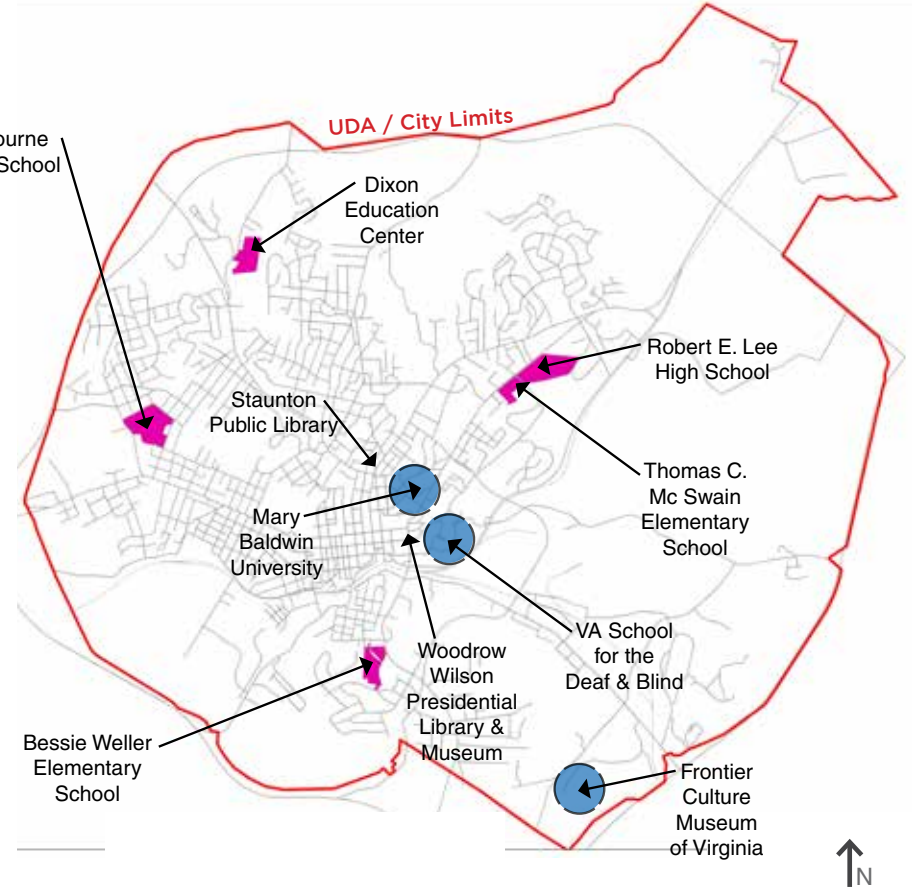 UDA / City Limits
ourne
School
Dixon
Education
Center
Robert E. Lee
High School
Staunton
Public Library
Thomas C.
Mc Swain
Elementary
School
Mary
Baldwin
University
VA School
for the
Deaf & Blind
Woodrow
Wilson
Presidential
Library &
Museum
Bessie Weller
Elementary
School
Frontier
Culture
Museum
of Virginia
N